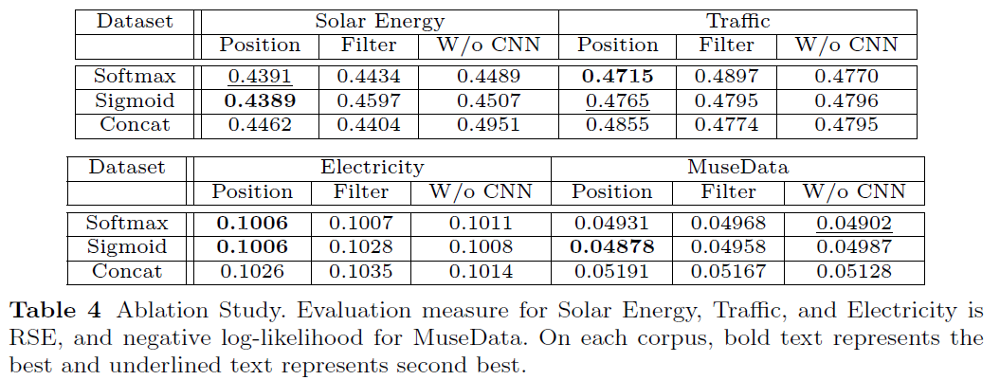 Dataset Solar Energy Traffic
Position Filter W/o CNN Position Filter W/o CNN
Softmax 0.4391 0.4434 0.4489 0.4715 0.4897 0.4770
Sigmoid 0.4389 0.4597 0.4507 0.4765 0.4795 0.4796
Concat 0.4462 0.4404 0.4951 0.4855 0.4774 0.4795
Dataset Electricity MuseData
Position Filter W/o CNN Position Filter W/o CNN
Softmax 0.1006 0.1007 0.1011 0.04931 0.04968 0.04902
Sigmoid 0.1006 0.1028 0.1008 0.04878 0.04958 0.04987
Concat 0.1026 0.1035 0.1014 0.05191 0.05167 0.05128
Table 4 Ablation Study. Evaluation measure for Solar Energy, Traffic, and Electricity is
RSE, and negative log-likelihood for MuseData. On each corpus, bold text represents the
best and underlined text represents second best.